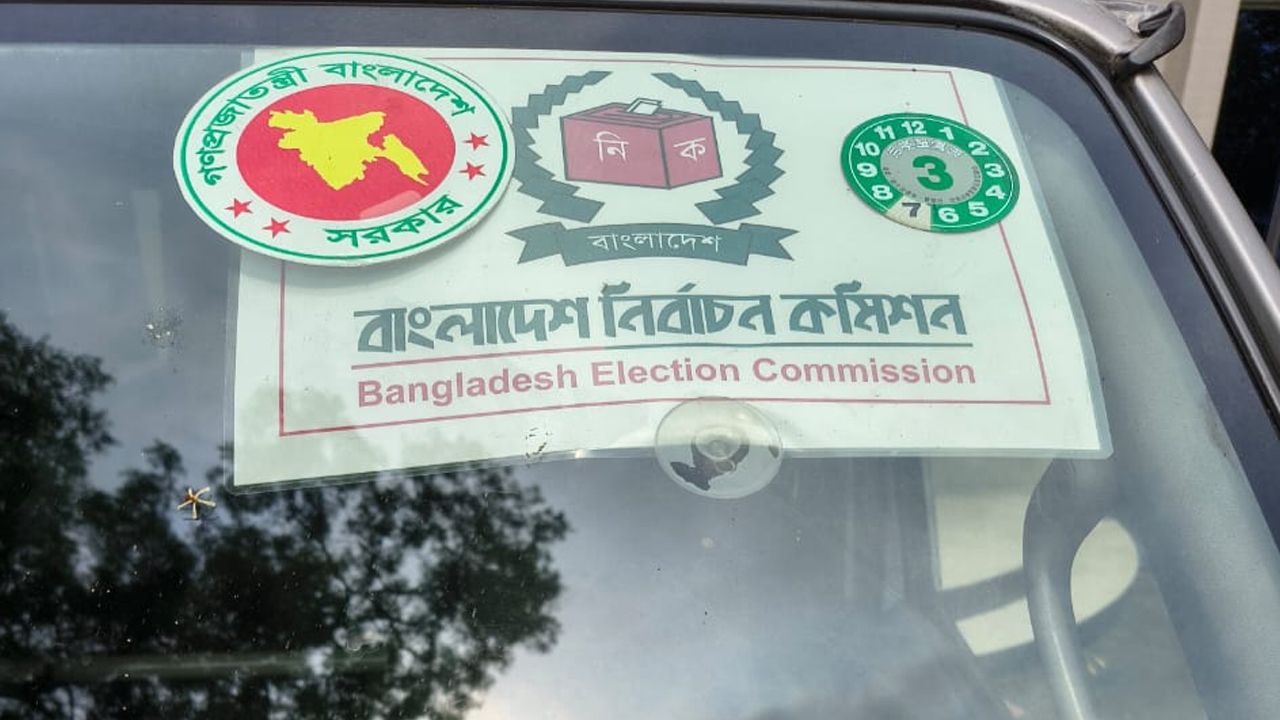 গণপ্রজাতন্ত্রী বাংলাদেশ
সরকার
নি ক
বাংলাদেশ
বাংলাদেশ নির্বাচন কমিশন
Bangladesh Election Commission
12 1 2 3 4 5 6 7 8 9 10 11
3